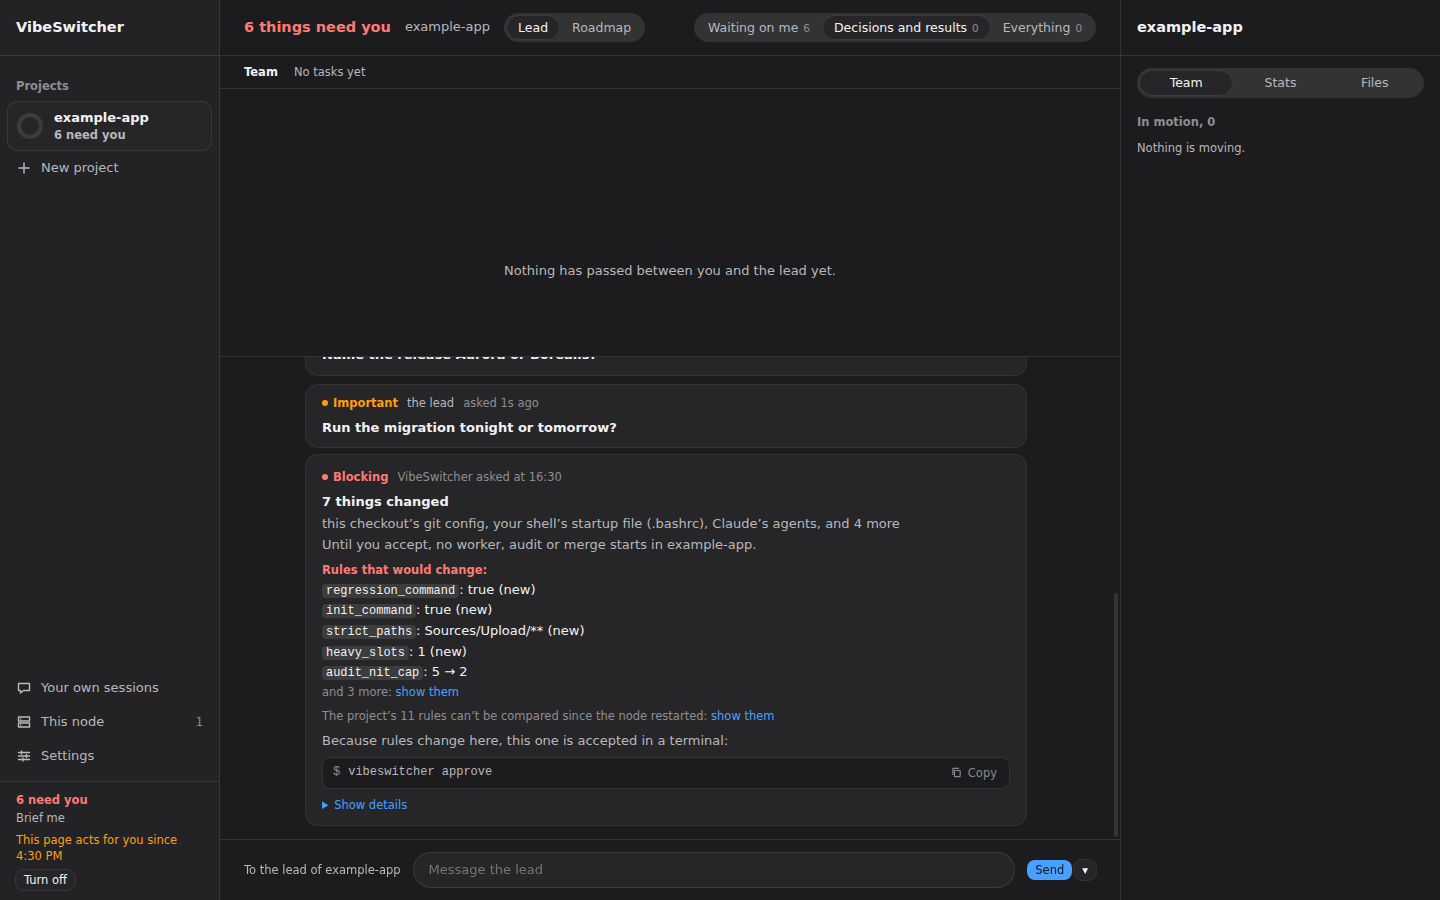 VibeSwitcher
Projects
example-app
6 need you
New project
Your own sessions
This node 1
Settings
6 need you
Brief me
This page acts for you since
4:30 PM
Turn off
6 things need you example-app Lead Roadmap Waiting on me 6 Decisions and results 0 Everything 0
Team No tasks yet
Nothing has passed between you and the lead yet.
Name the release Aurora or Borealis?
Important the lead asked 1s ago
Run the migration tonight or tomorrow?
Blocking VibeSwitcher asked at 16:30
7 things changed
this checkout’s git config, your shell’s startup file (.bashrc), Claude’s agents, and 4 more
Until you accept, no worker, audit or merge starts in example-app.
Rules that would change:
regression_command: true (new)
init_command: true (new)
strict_paths: Sources/Upload/** (new)
heavy_slots: 1 (new)
audit_nit_cap: 5 → 2
and 3 more: show them
The project’s 11 rules can’t be compared since the node restarted: show them
Because rules change here, this one is accepted in a terminal:
$ vibeswitcher approve Copy
Show details
To the lead of example-app Message the lead Send
example-app
Team Stats Files
In motion, 0
Nothing is moving.